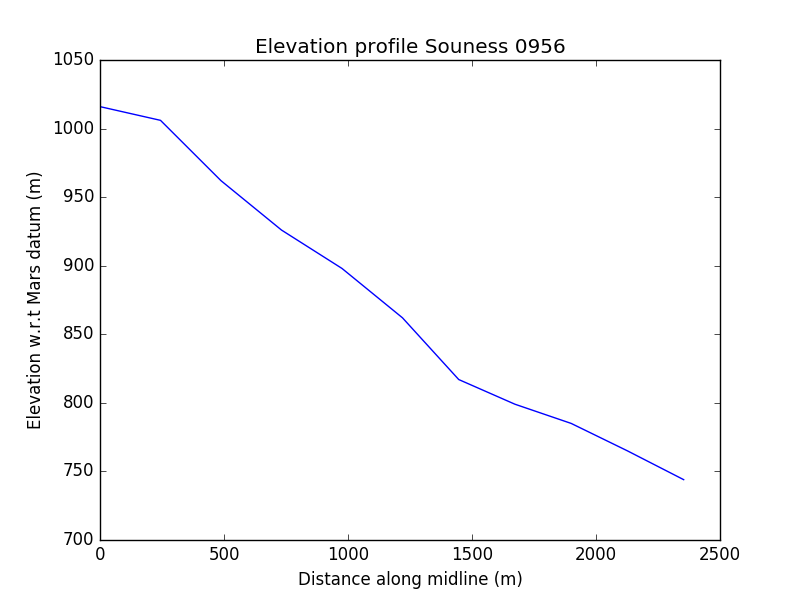 Elevation profile Souness 0956
1050
1000
950
900
850
800
750
700
Elevation w.r.t Mars datum (m)
0 500 1000 1500 2000 2500
Distance along midline (m)